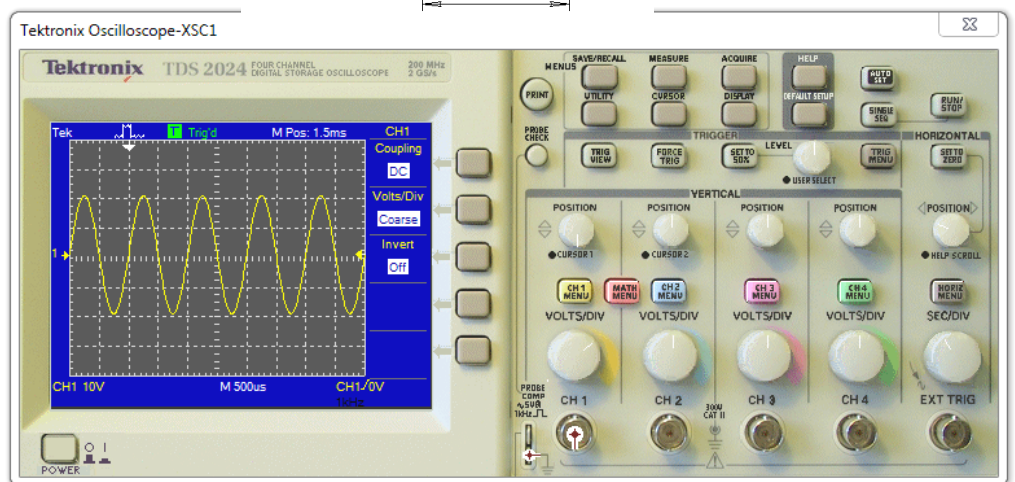 Tektronix Oscilloscope-XSC1
Tektronix TDS 2024 FOUR CHANNEL DIGITAL STORAGE OSCILLOSCOPE 200 MHz 2 GS/s
Tek T Trig'd M Pos: 1.5ms CH1
Coupling
DC
Volts/Div
Coarse
Invert
Off
1
CH1 10V M 500us CH1/0V
1kHz
POWER
MENUS
SAVE/RECALL MEASURE ACQUIRE HELP
AUTO SET
PRINT
UTILITY CURSOR DISPLAY DEFAULT SETUP
SINGLE SEQ
RUN/STOP
PROBE CHECK
TRIGGER
HORIZONTAL
TRIG VIEW
FORCE TRIG
SET TO 50%
LEVEL
TRIG MENU
SET TO ZERO
USER SELECT
VERTICAL
POSITION POSITION POSITION POSITION POSITION
CURSOR 1 CURSOR 2 HELP SCROLL
CH 1 MENU
MATH MENU
CH 2 MENU
CH 3 MENU
CH 4 MENU
HORIZ MENU
VOLTS/DIV VOLTS/DIV VOLTS/DIV VOLTS/DIV SEC/DIV
PROBE COMP
~5V@
1kHz
CH 1 CH 2 CH 3 CH 4 EXT TRIG
300V
CAT II